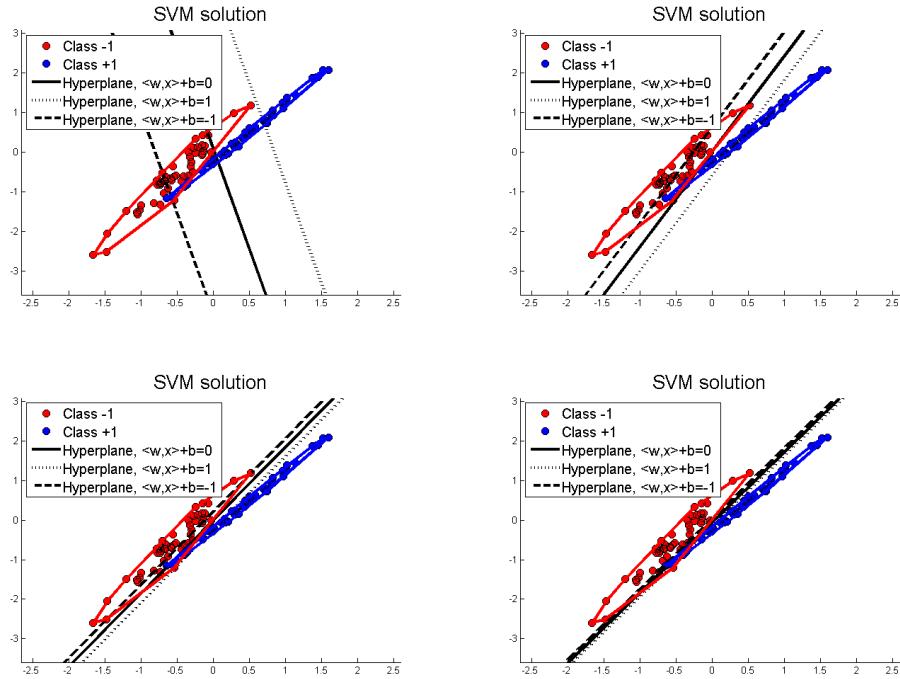 SVM solution
3
2
1
0
-1
-2
-3
Class -1
Class +1
Hyperplane, <w,x>+b=0
Hyperplane, <w,x>+b=1
Hyperplane, <w,x>+b=-1
-2.5 -2 -1.5 -1 -0.5 0 0.5 1 1.5 2 2.5
SVM solution
3
2
1
0
-1
-2
-3
Class -1
Class +1
Hyperplane, <w,x>+b=0
Hyperplane, <w,x>+b=1
Hyperplane, <w,x>+b=-1
-2.5 -2 -1.5 -1 -0.5 0 0.5 1 1.5 2 2.5
SVM solution
3
2
1
0
-1
-2
-3
Class -1
Class +1
Hyperplane, <w,x>+b=0
Hyperplane, <w,x>+b=1
Hyperplane, <w,x>+b=-1
-2.5 -2 -1.5 -1 -0.5 0 0.5 1 1.5 2 2.5
SVM solution
3
2
1
0
-1
-2
-3
Class -1
Class +1
Hyperplane, <w,x>+b=0
Hyperplane, <w,x>+b=1
Hyperplane, <w,x>+b=-1
-2.5 -2 -1.5 -1 -0.5 0 0.5 1 1.5 2 2.5